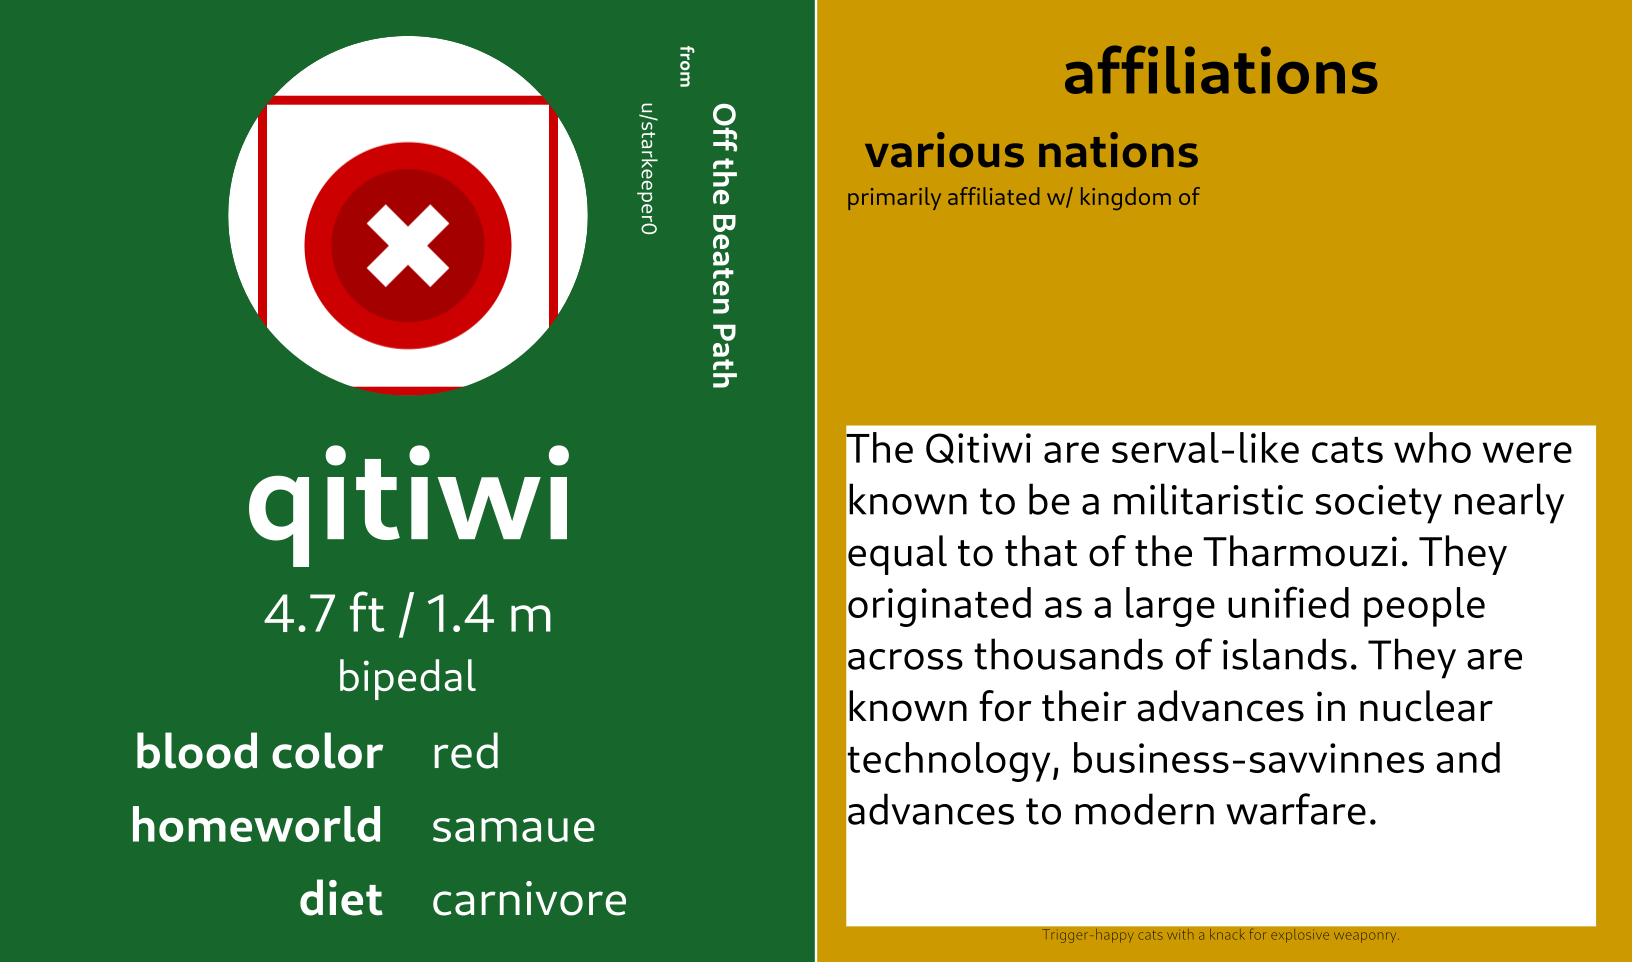 from
Off the Beaten Path
u/starkeeper0
qitiwi
4.7 ft / 1.4 m
bipedal
blood color red
homeworld samaue
diet carnivore
affiliations
various nations
primarily affiliated w/ kingdom of
The Qitiwi are serval-like cats who were
known to be a militaristic society nearly
equal to that of the Tharmouzi. They
originated as a large unified people
across thousands of islands. They are
known for their advances in nuclear
technology, business-savvinnes and
advances to modern warfare.
Trigger-happy cats with a knack for explosive weaponry.